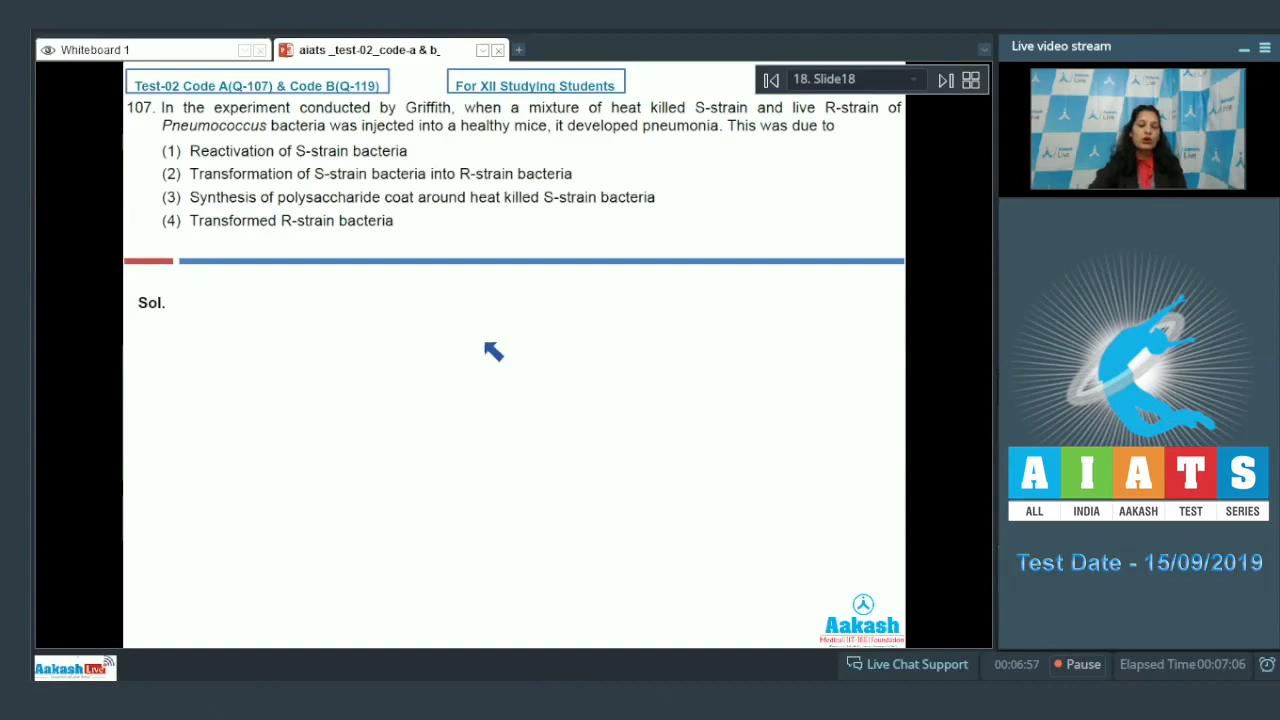 Whiteboard 1
aiats _test-02_code-a & b_
Live video stream
Test-02 Code A(Q-107) & Code B(Q-119)
For XII Studying Students
18. Slide18
107. In the experiment conducted by Griffith, when a mixture of heat killed S-strain and live R-strain of
Pneumococcus bacteria was injected into a healthy mice, it developed pneumonia. This was due to
(1) Reactivation of S-strain bacteria
(2) Transformation of S-strain bacteria into R-strain bacteria
(3) Synthesis of polysaccharide coat around heat killed S-strain bacteria
(4) Transformed R-strain bacteria
Sol.
A I A T S
ALL INDIA AAKASH TEST SERIES
Test Date - 15/09/2019
Aakash
Medical|IIT-JEE|Foundation
Aakash Live
Live Chat Support
00:06:57
Pause
Elapsed Time 00:07:06